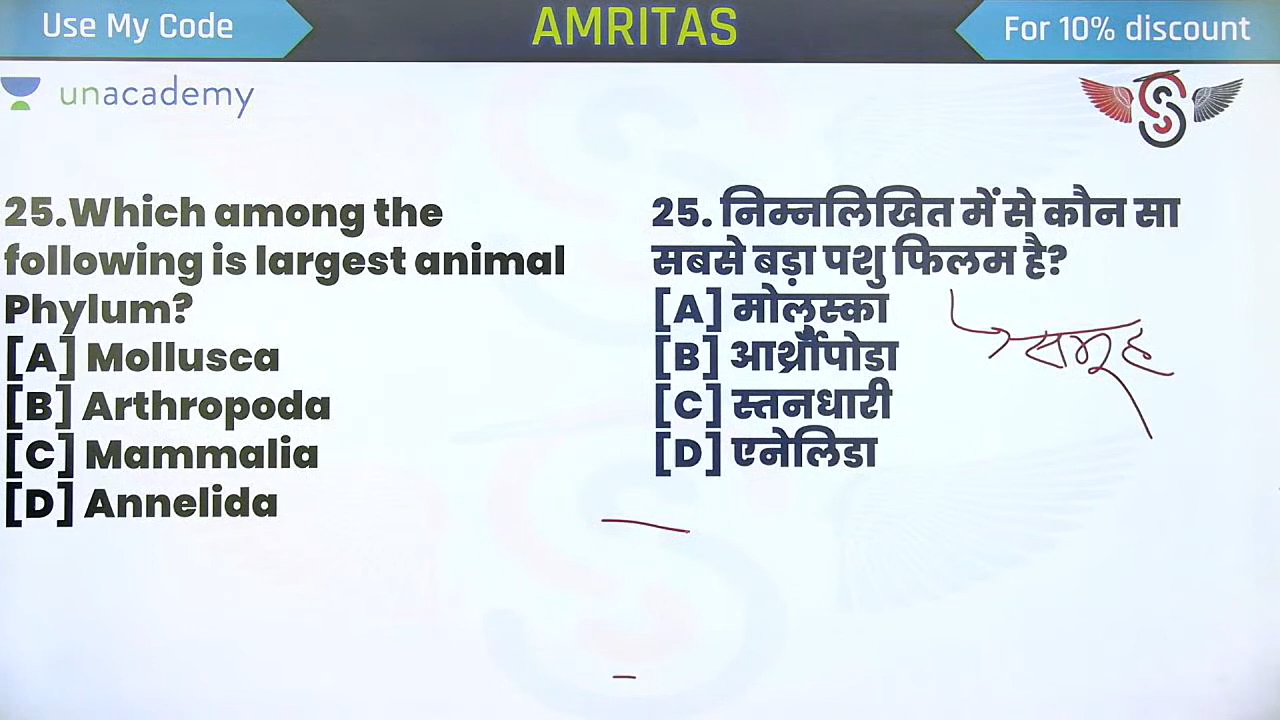 Use My Code
AMRITAS
For 10% discount
unacademy
25.Which among the
following is largest animal
Phylum?
[A] Mollusca
[B] Arthropoda
[C] Mammalia
[D] Annelida
25. निम्नलिखित में से कौन सा
सबसे बड़ा पशु फिलम है?
[A] मोलुस्का
[B] आर्थ्रोपोडा
[C] स्तनधारी
[D] एनेलिडा
समूह